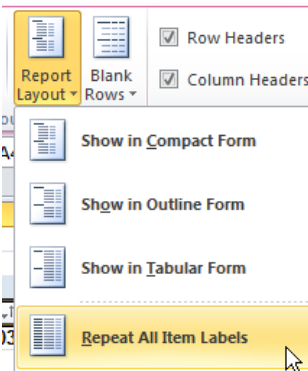 Report Layout
Blank Rows
Row Headers
Column Headers
Show in Compact Form
Show in Outline Form
Show in Tabular Form
Repeat All Item Labels